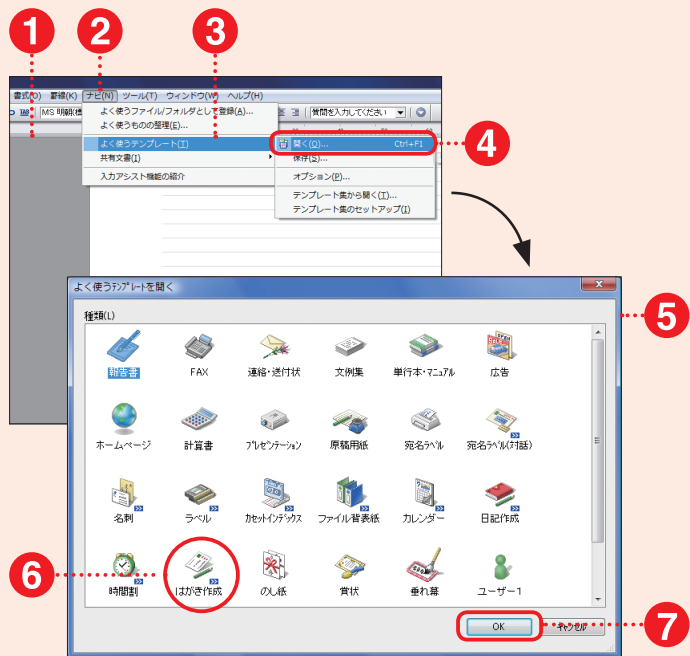 1 2 3
書式(O) 罫線(K) ナビ(N) ツール(T) ウィンドウ(W) ヘルプ(H)
MS 明朝(標 質問を入力してください
よく使うファイル/フォルダとして登録(A)...
よく使うものの整理(E)...
よく使うテンプレート(T)
共有文書(I)
入力アシスト機能の紹介
開く(O)... Ctrl+F1
保存(S)...
オプション(P)...
テンプレート集から開く(T)...
テンプレート集のセットアップ(I)
4
よく使うテンプレートを開く
5
種類(L)
報告書 FAX 連絡・送付状 文例集 単行本・マニュアル 広告
ホームページ 計算書 プレゼンテーション 原稿用紙 宛名ラベル 宛名ラベル(対話)
名刺 ラベル カセットインデックス ファイル背表紙 カレンダー 日記作成
6
時間割 はがき作成 のし紙 賞状 垂れ幕 ユーザー1
OK キャンセル
7